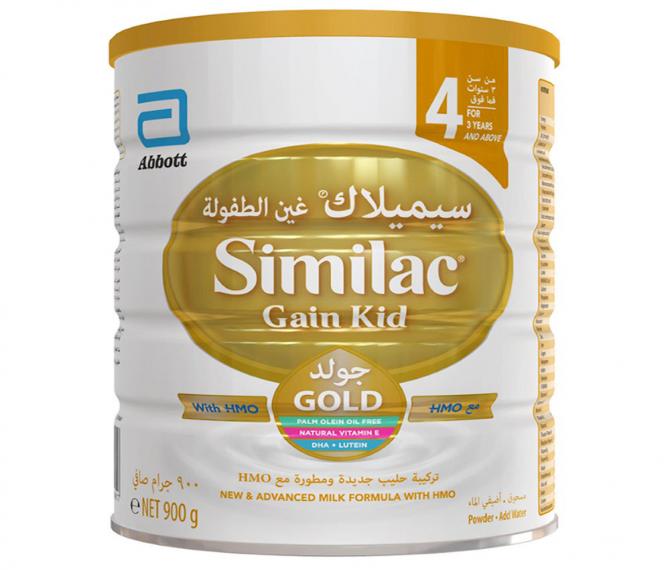 4
من سن
٣ سنوات
فما فوق
FOR
3 YEARS
AND ABOVE
Abbott
سيميلاك غين الطفولة
Similac®
Gain Kid
جولد
GOLD
With HMO
HMO مع
PALM OLEIN OIL FREE
NATURAL VITAMIN E
DHA + LUTEIN
تركيبة حليب جديدة ومطورة مع HMO
NEW & ADVANCED MILK FORMULA WITH HMO
٩٠٠ جرام صافي
℮ NET 900 g
مسحوق . أضيفي الماء
Powder • Add Water